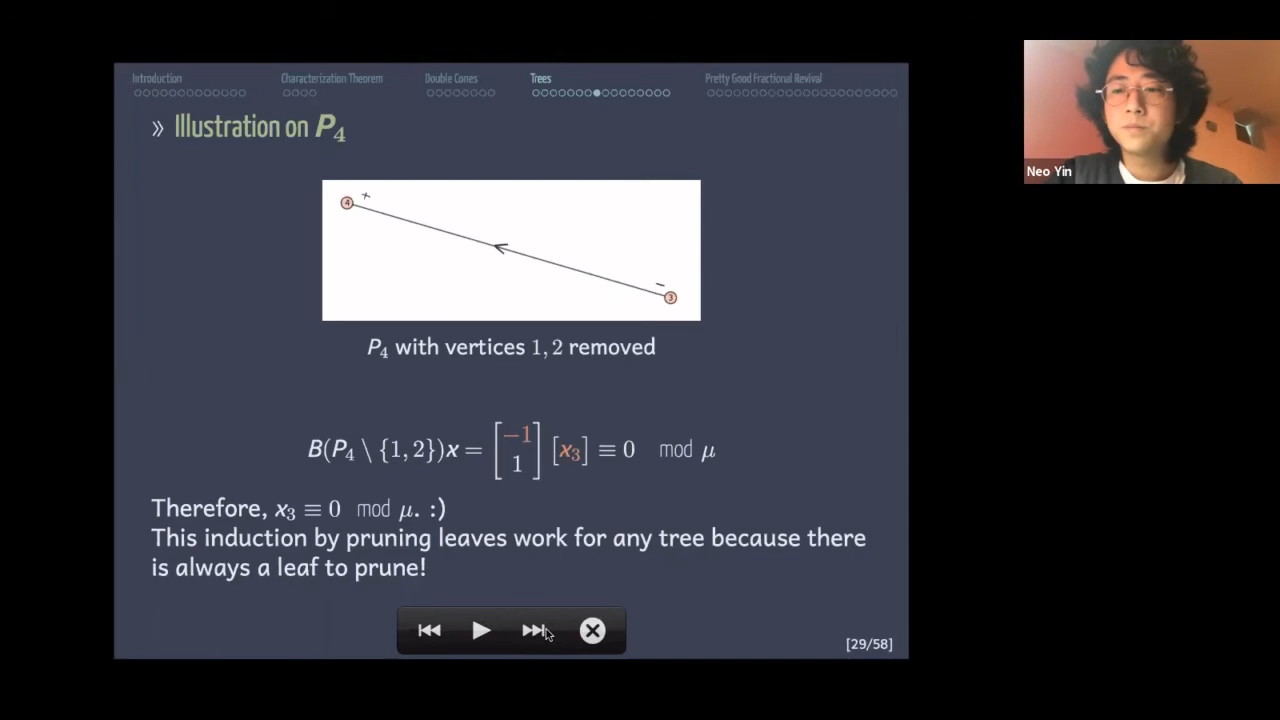 Introduction Characterization Theorem Double Cones Trees Pretty Good Fractional Revival
» Illustration on P₄
4 +
− 3
P₄ with vertices 1, 2 removed
B(P₄ \ {1, 2})x = [−1 1] [x₃] ≡ 0 mod μ
Therefore, x₃ ≡ 0 mod μ. :)
This induction by pruning leaves work for any tree because there
is always a leaf to prune!
[29/58]
Neo Yin